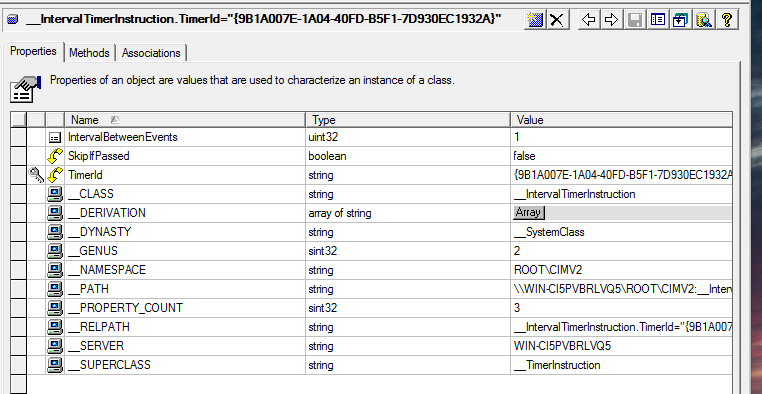 __IntervalTimerInstruction.TimerId="{9B1A007E-1A04-40FD-B5F1-7D930EC1932A}"
Properties Methods Associations
Properties of an object are values that are used to characterize an instance of a class.
Name Type Value
IntervalBetweenEvents uint32 1
SkipIfPassed boolean false
TimerId string {9B1A007E-1A04-40FD-B5F1-7D930EC1932A
__CLASS string __IntervalTimerInstruction
__DERIVATION array of string Array
__DYNASTY string __SystemClass
__GENUS sint32 2
__NAMESPACE string ROOT\CIMV2
__PATH string \\WIN-CI5PVBRLVQ5\ROOT\CIMV2:__Interv
__PROPERTY_COUNT sint32 3
__RELPATH string __IntervalTimerInstruction.TimerId="{9B1A007
__SERVER string WIN-CI5PVBRLVQ5
__SUPERCLASS string __TimerInstruction